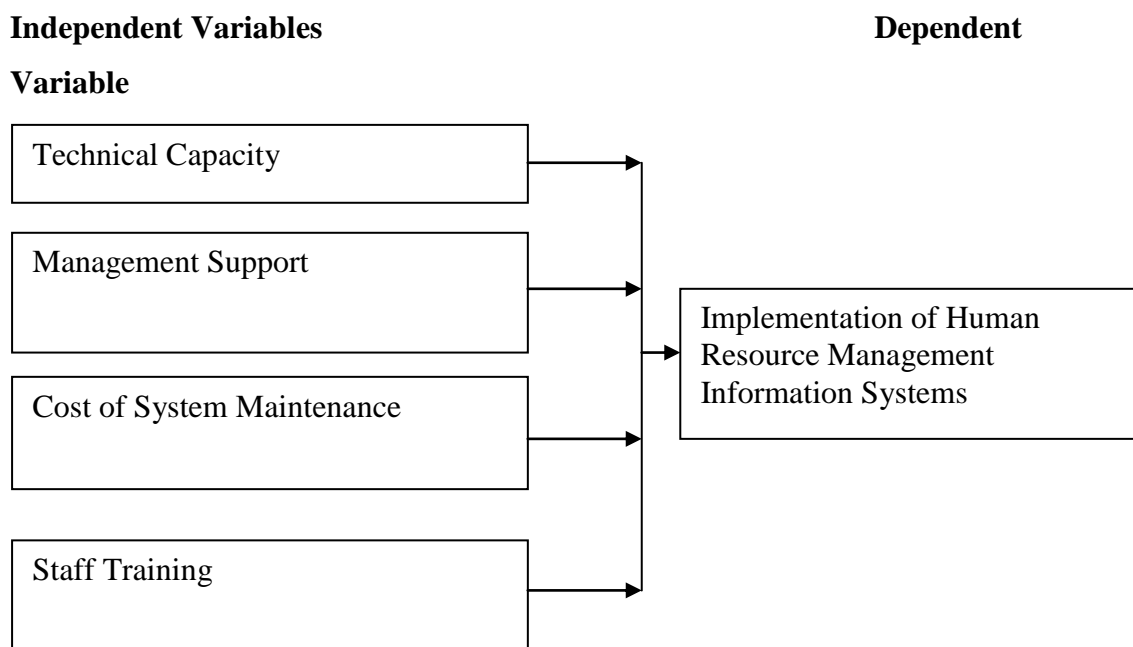 Independent Variables Dependent
Variable
Technical Capacity
Management Support
Implementation of Human
Resource Management
Information Systems
Cost of System Maintenance
Staff Training